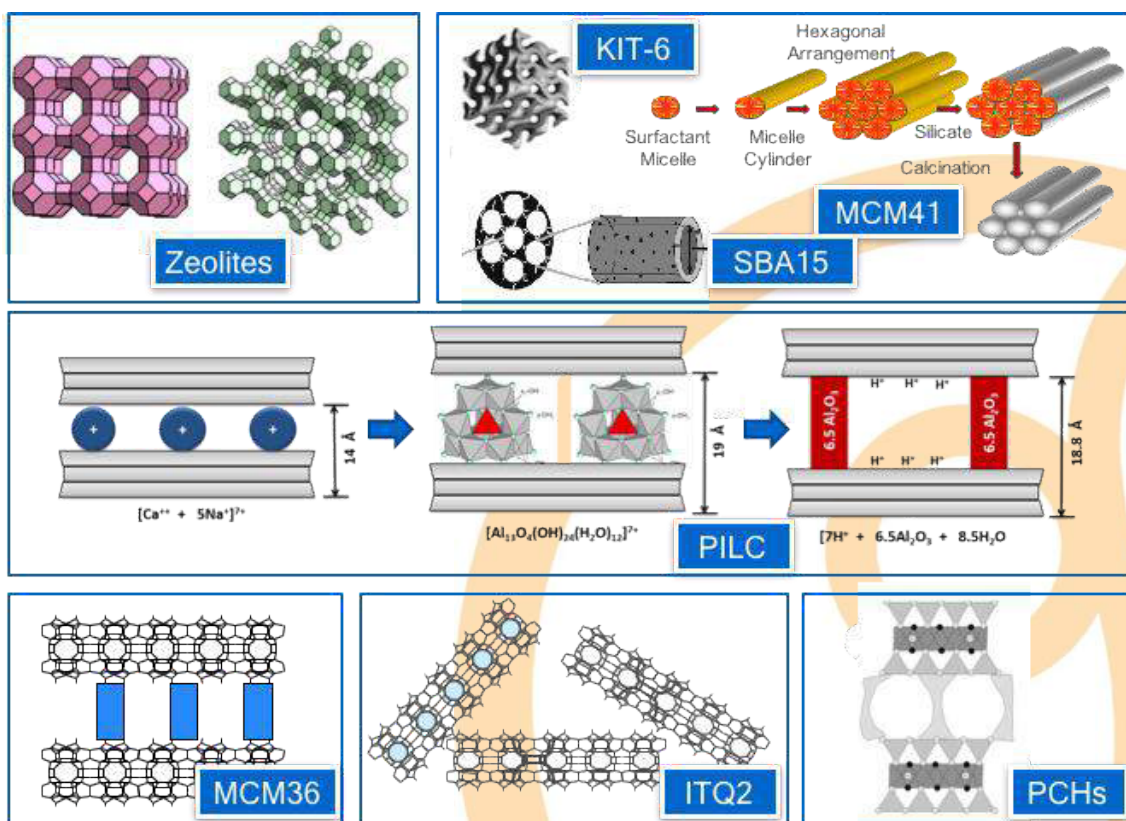 Zeolites
KIT-6
Hexagonal
Arrangement
Surfactant
Micelle
Micelle
Cylinder
Silicate
Calcination
MCM41
SBA15
+
+
+
14 Å
[Ca⁺⁺ + 5Na⁺]⁷⁺
19 Å
[Al₁₃O₄(OH)₂₄(H₂O)₁₂]⁷⁺
PILC
6.5 Al₂O₃
H⁺ H⁺ H⁺
H⁺ H⁺ H⁺
6.5 Al₂O₃
18.8 Å
[7H⁺ + 6.5Al₂O₃ + 8.5H₂O
MCM36
ITQ2
PCHs